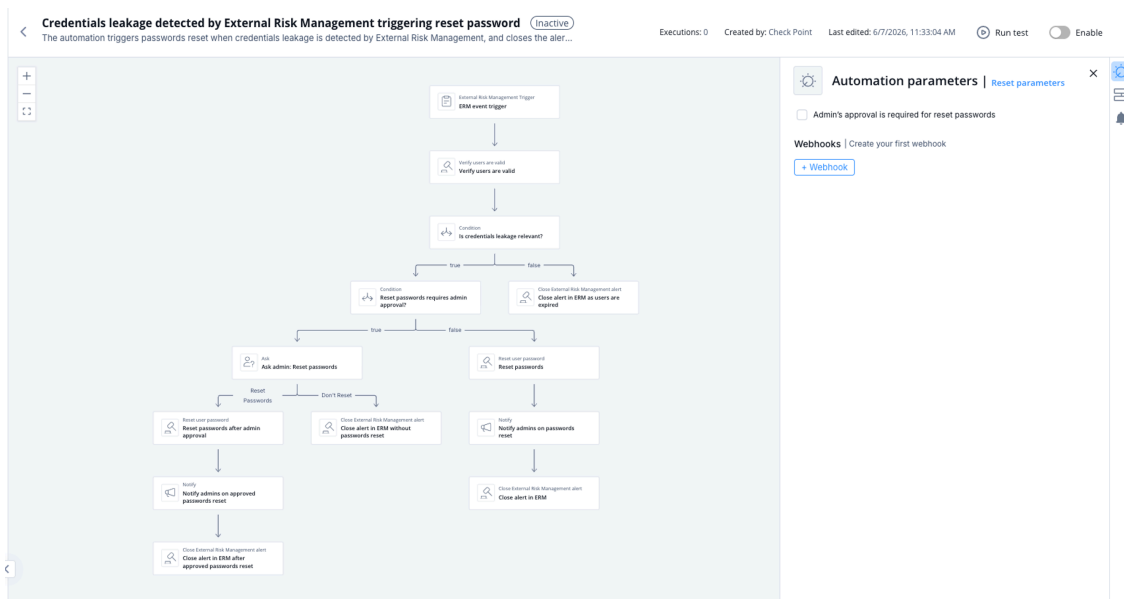 Credentials leakage detected by External Risk Management triggering reset password
Inactive
The automation triggers passwords reset when credentials leakage is detected by External Risk Management, and closes the aler...
Executions: 0
Created by: Check Point
Last edited: 6/7/2026, 11:33:04 AM
Run test
Enable
External Risk Management Trigger
ERM event trigger
Verify users are valid
Verify users are valid
Condition
Is credentials leakage relevant?
true
false
Condition
Reset passwords requires admin
approval?
Close External Risk Management alert
Close alert in ERM as users are
expired
true
false
Ask
Ask admin: Reset passwords
Reset user password
Reset passwords
Reset
Passwords
Don't Reset
Reset user password
Reset passwords after admin
approval
Close External Risk Management alert
Close alert in ERM without
passwords reset
Notify
Notify admins on passwords
reset
Notify
Notify admins on approved
passwords reset
Close External Risk Management alert
Close alert in ERM
Close External Risk Management alert
Close alert in ERM after
approved passwords reset
Automation parameters | Reset parameters
Admin's approval is required for reset passwords
Webhooks | Create your first webhook
+ Webhook